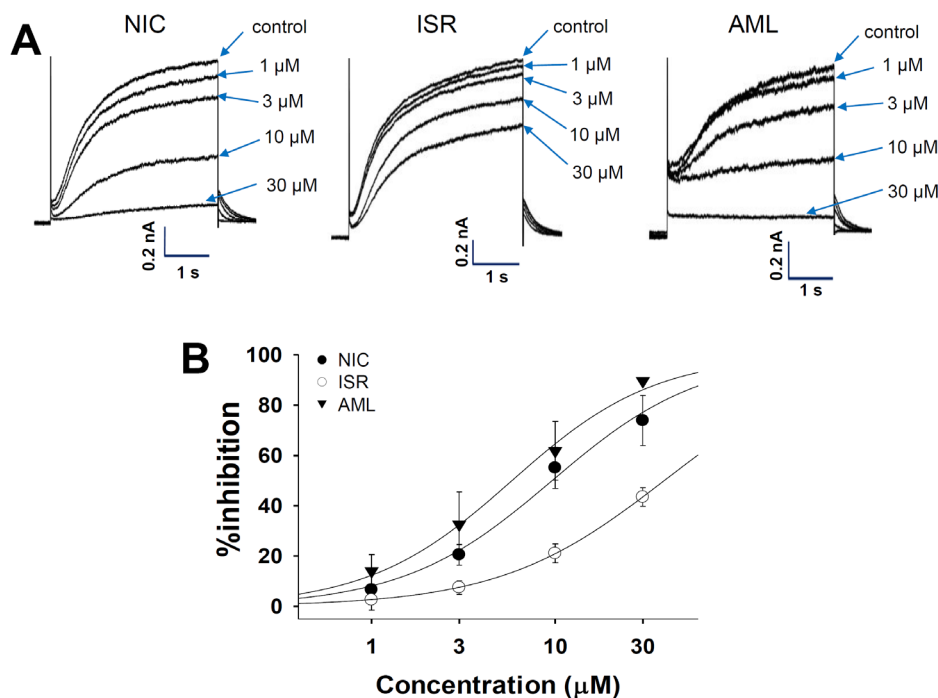 A
NIC
control
1 µM
3 µM
10 µM
30 µM
0.2 nA
1 s
ISR
control
1 µM
3 µM
10 µM
30 µM
0.2 nA
1 s
AML
control
1 µM
3 µM
10 µM
30 µM
0.2 nA
1 s
B
%inhibition
100
80
60
40
20
0
NIC
ISR
AML
1 3 10 30
Concentration (µM)